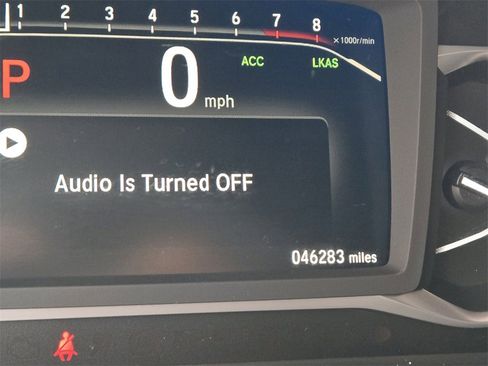 1 2 3 4 5 6 7 8
×1000r/min
ACC LKAS
P 0 mph
Audio Is Turned OFF
046283 miles